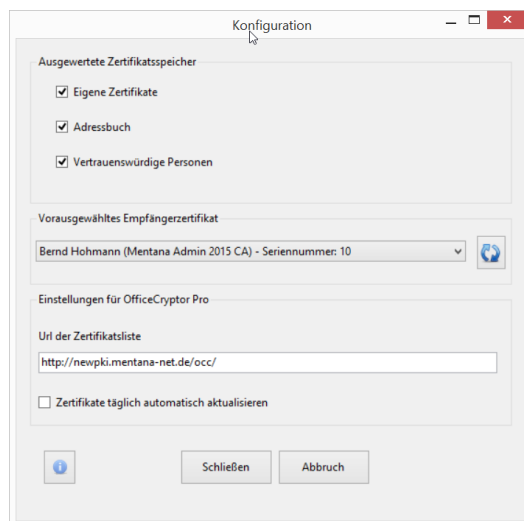 Konfiguration
Ausgewertete Zertifikatsspeicher
Eigene Zertifikate
Adressbuch
Vertrauenswürdige Personen
Vorausgewähltes Empfängerzertifikat
Bernd Hohmann (Mentana Admin 2015 CA) - Seriennummer: 10
Einstellungen für OfficeCryptor Pro
Url der Zertifikatsliste
http://newpki.mentana-net.de/occ/
Zertifikate täglich automatisch aktualisieren
Schließen Abbruch